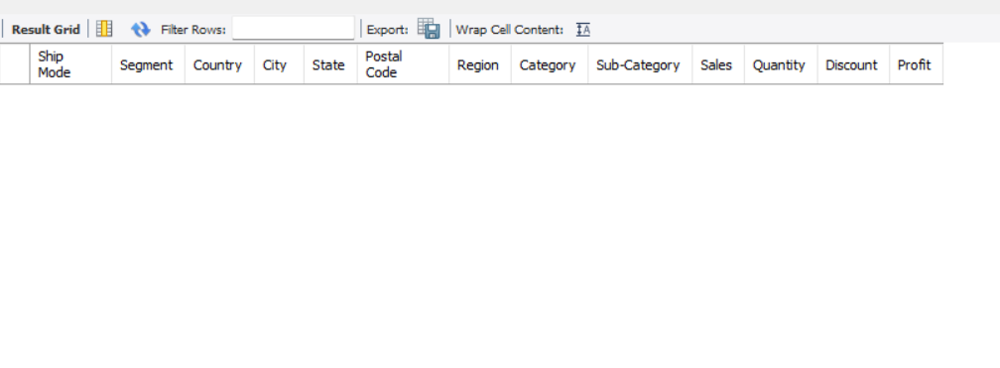 Result Grid Filter Rows: Export: Wrap Cell Content: IA
Ship Mode Segment Country City State Postal Code Region Category Sub-Category Sales Quantity Discount Profit